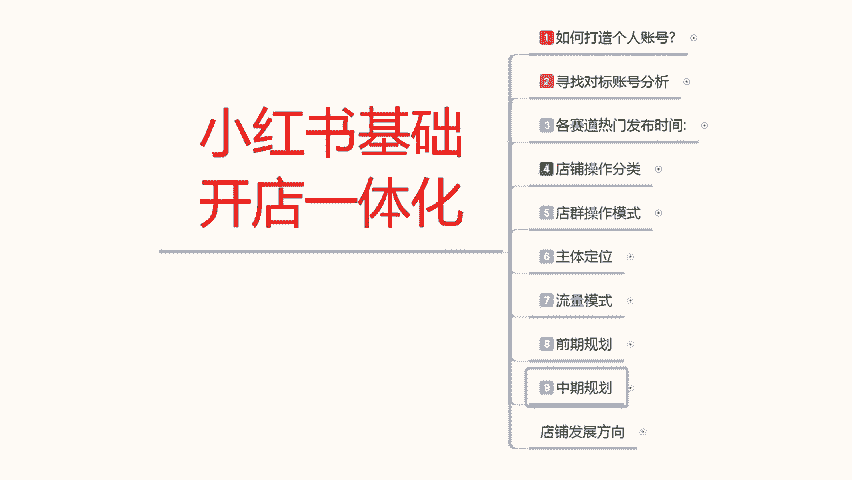 小红书基础
开店一体化
1 如何打造个人账号?
2 寻找对标账号分析
3 各赛道热门发布时间:
4 店铺操作分类
5 店群操作模式
6 主体定位
7 流量模式
8 前期规划
9 中期规划
店铺发展方向